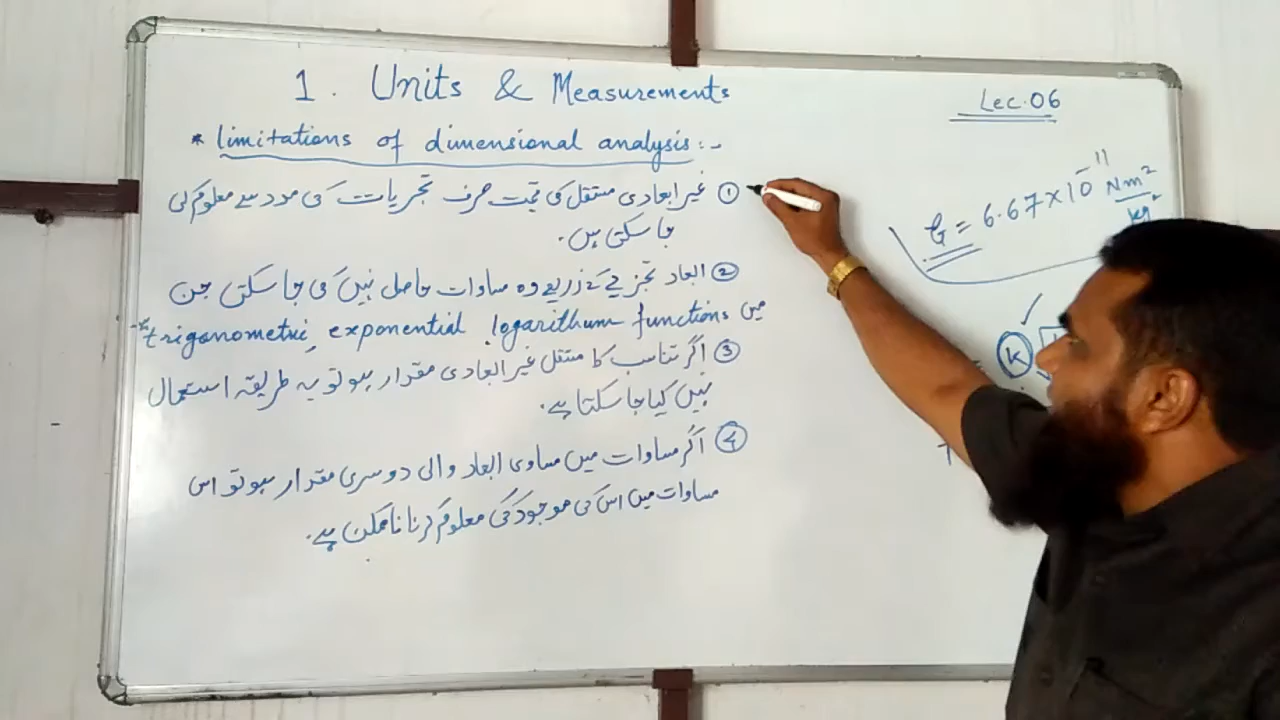 1. Units & Measurements
Lec.06
* limitations of dimensional analysis:-
① غیر ابعادی مستقل کی قیمت صرف تجربات کی مدد سے معلوم کی
جا سکتی ہیں۔
② ابعاد تجزیے کے ذریعے وہ مساوات حاصل نہیں کی جا سکتی جن
میں trigonometric, exponential, logarithum functions ہے۔
③ اگر تناسب کا مستقل غیر ابعادی مقدار ہو تو یہ طریقہ استعمال
نہیں کیا جا سکتا ہے۔
④ اگر مساوات میں مساوی ابعاد والی دوسری مقدار ہو تو اس
مساوات میں اس کی موجودگی معلوم کرنا ناممکن ہے۔
G = 6.67×10⁻¹¹ Nm²
kg²
K